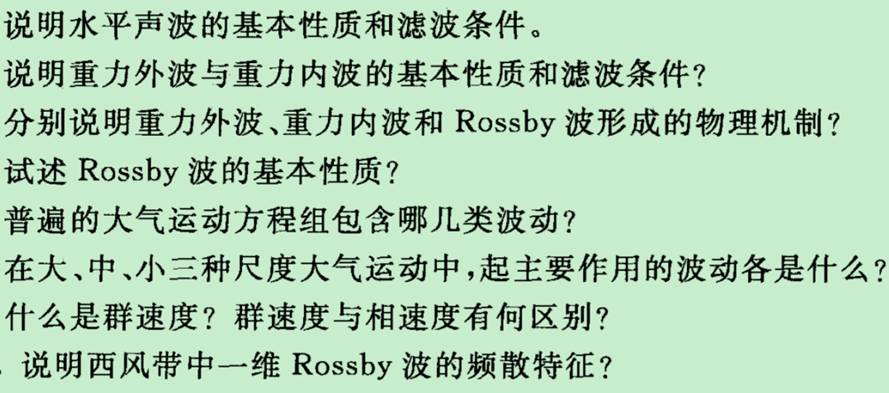 说明水平声波的基本性质和滤波条件。
说明重力外波与重力内波的基本性质和滤波条件?
分别说明重力外波、重力内波和 Rossby 波形成的物理机制?
试述 Rossby 波的基本性质?
普遍的大气运动方程组包含哪几类波动?
在大、中、小三种尺度大气运动中,起主要作用的波动各是什么?
什么是群速度? 群速度与相速度有何区别?
. 说明西风带中一维 Rossby 波的频散特征?